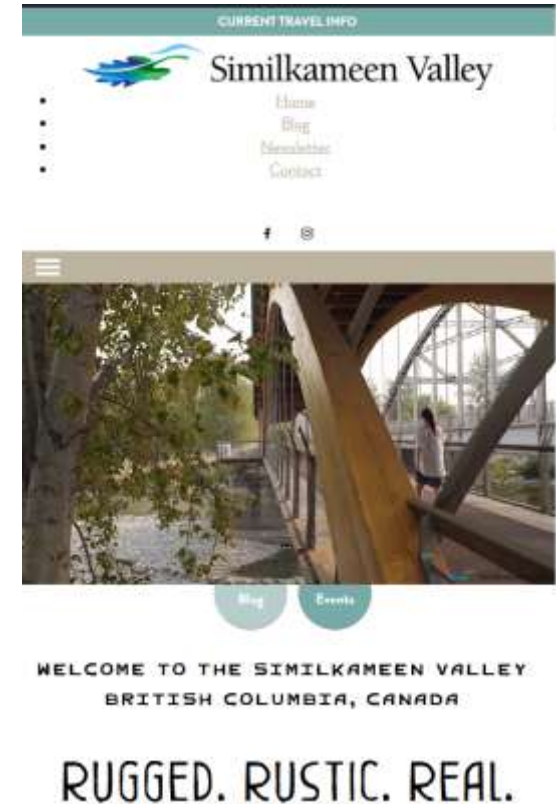 CURRENT TRAVEL INFO
Similkameen Valley
Home
Blog
Newsletter
Contact
Blog Events
WELCOME TO THE SIMILKAMEEN VALLEY
BRITISH COLUMBIA, CANADA
RUGGED. RUSTIC. REAL.